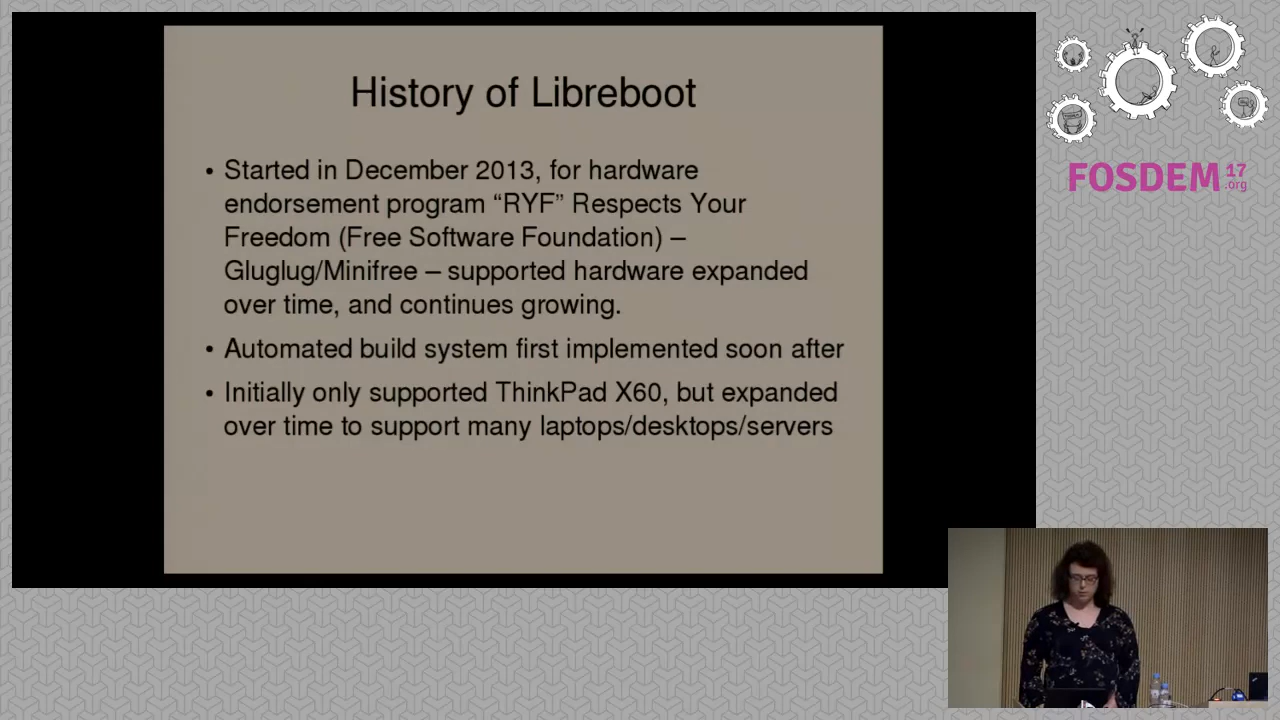 History of Libreboot
• Started in December 2013, for hardware
endorsement program “RYF” Respects Your
Freedom (Free Software Foundation) –
Gluglug/Minifree – supported hardware expanded
over time, and continues growing.
• Automated build system first implemented soon after
• Initially only supported ThinkPad X60, but expanded
over time to support many laptops/desktops/servers
FOSDEM 17
.org